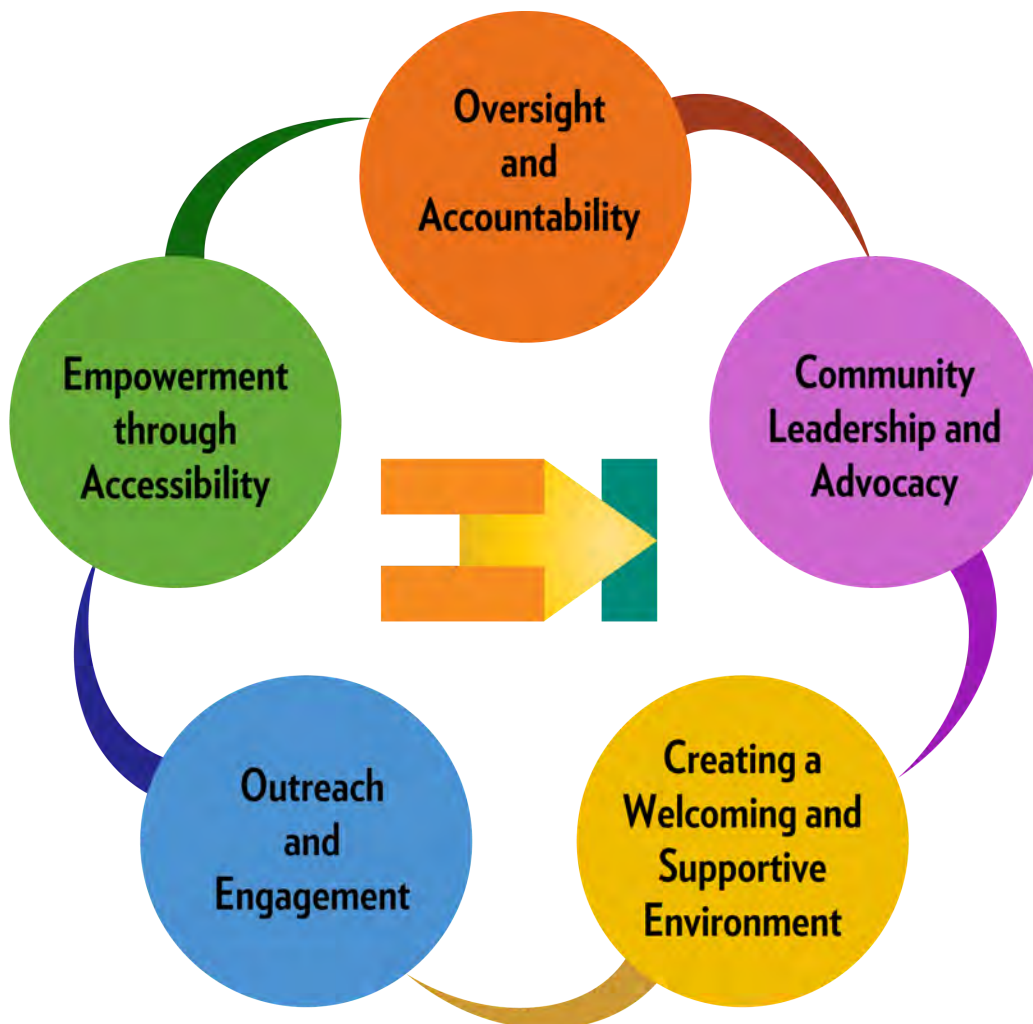 Oversight
and
Accountability
Community
Leadership and
Advocacy
Creating a
Welcoming and
Supportive
Environment
Outreach
and
Engagement
Empowerment
through
Accessibility